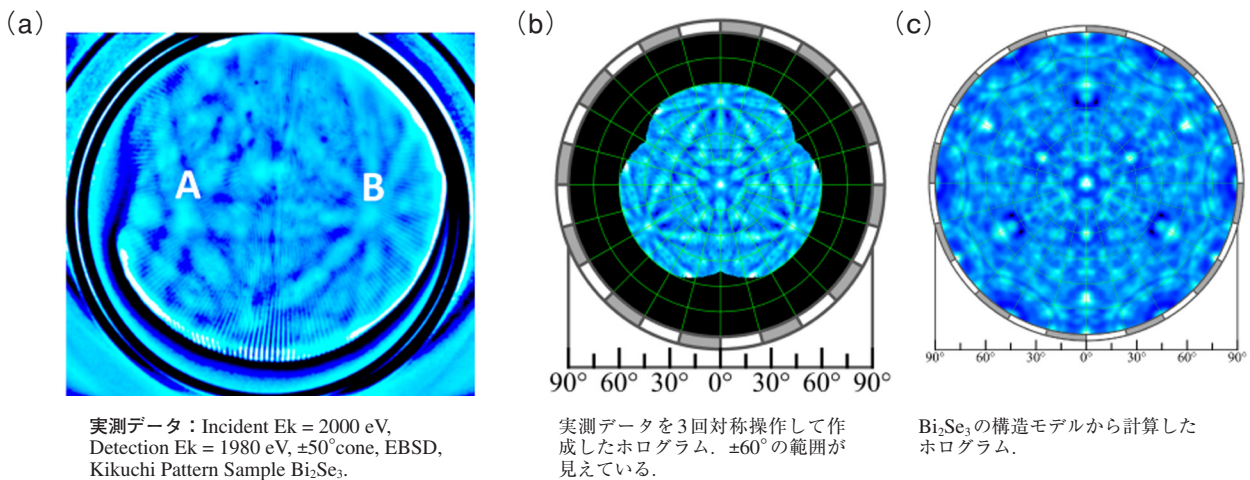 (a)
(b)
(c)
A
B
90° 60° 30° 0° 30° 60° 90°
90° 60° 30° 0° 30° 60° 90°
実測データ：Incident Ek = 2000 eV,
Detection Ek = 1980 eV, ±50°cone, EBSD,
Kikuchi Pattern Sample Bi₂Se₃.
実測データを3回対称操作して作
成したホログラム．±60°の範囲が
見えている.
Bi₂Se₃の構造モデルから計算した
ホログラム.